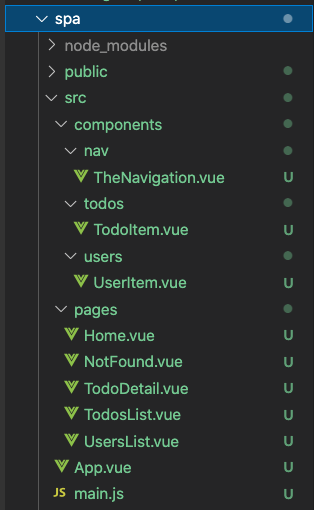 spa
node_modules
public
src
components
nav
TheNavigation.vue U
todos
TodoItem.vue U
users
UserItem.vue U
pages
Home.vue U
NotFound.vue U
TodoDetail.vue U
TodosList.vue U
UsersList.vue U
App.vue U
JS main.js U